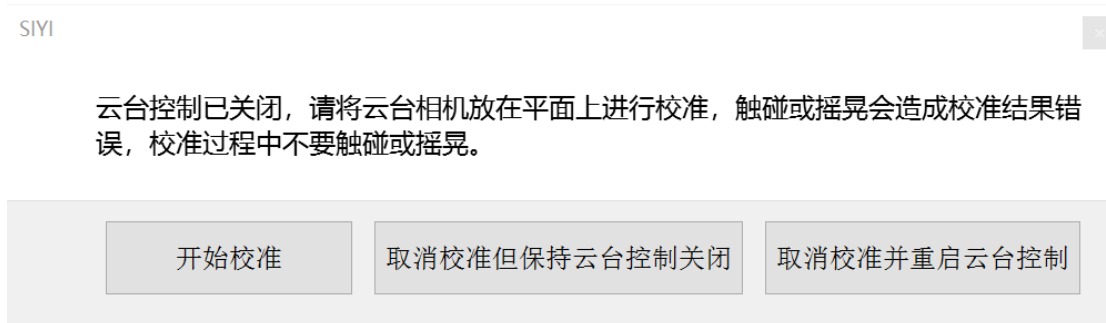 SIYI
云台控制已关闭，请将云台相机放在平面上进行校准，触碰或摇晃会造成校准结果错
误，校准过程中不要触碰或摇晃。
开始校准
取消校准但保持云台控制关闭
取消校准并重启云台控制